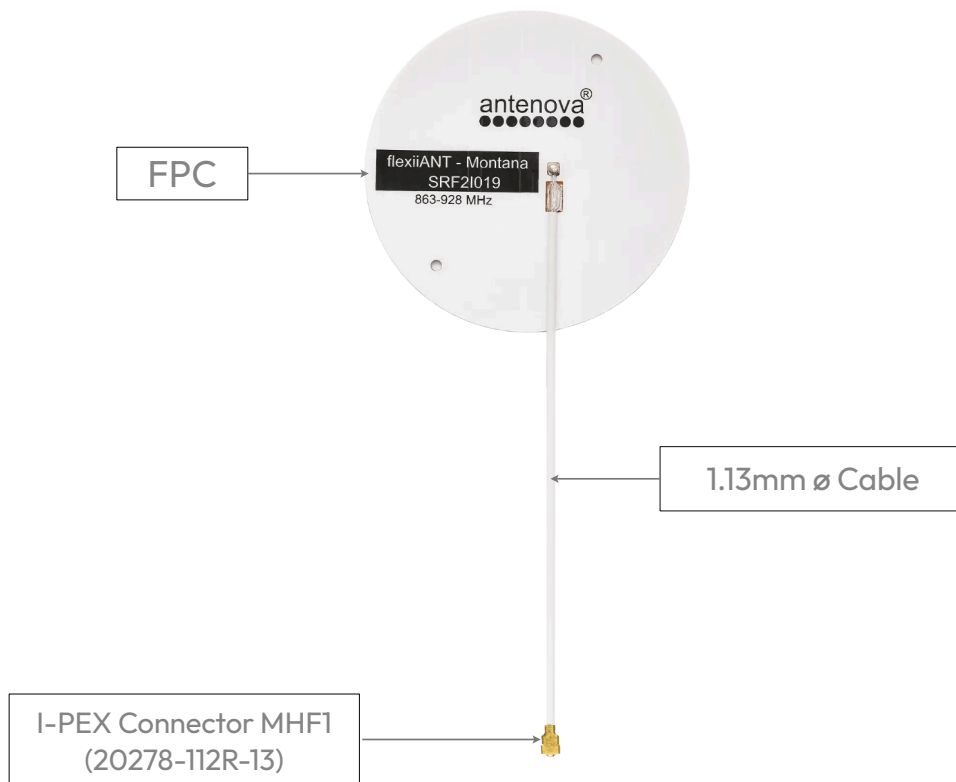 antenova®
FPC
flexiiANT - Montana
SRF2I019
863-928 MHz
1.13mm ø Cable
I-PEX Connector MHF1
(20278-112R-13)